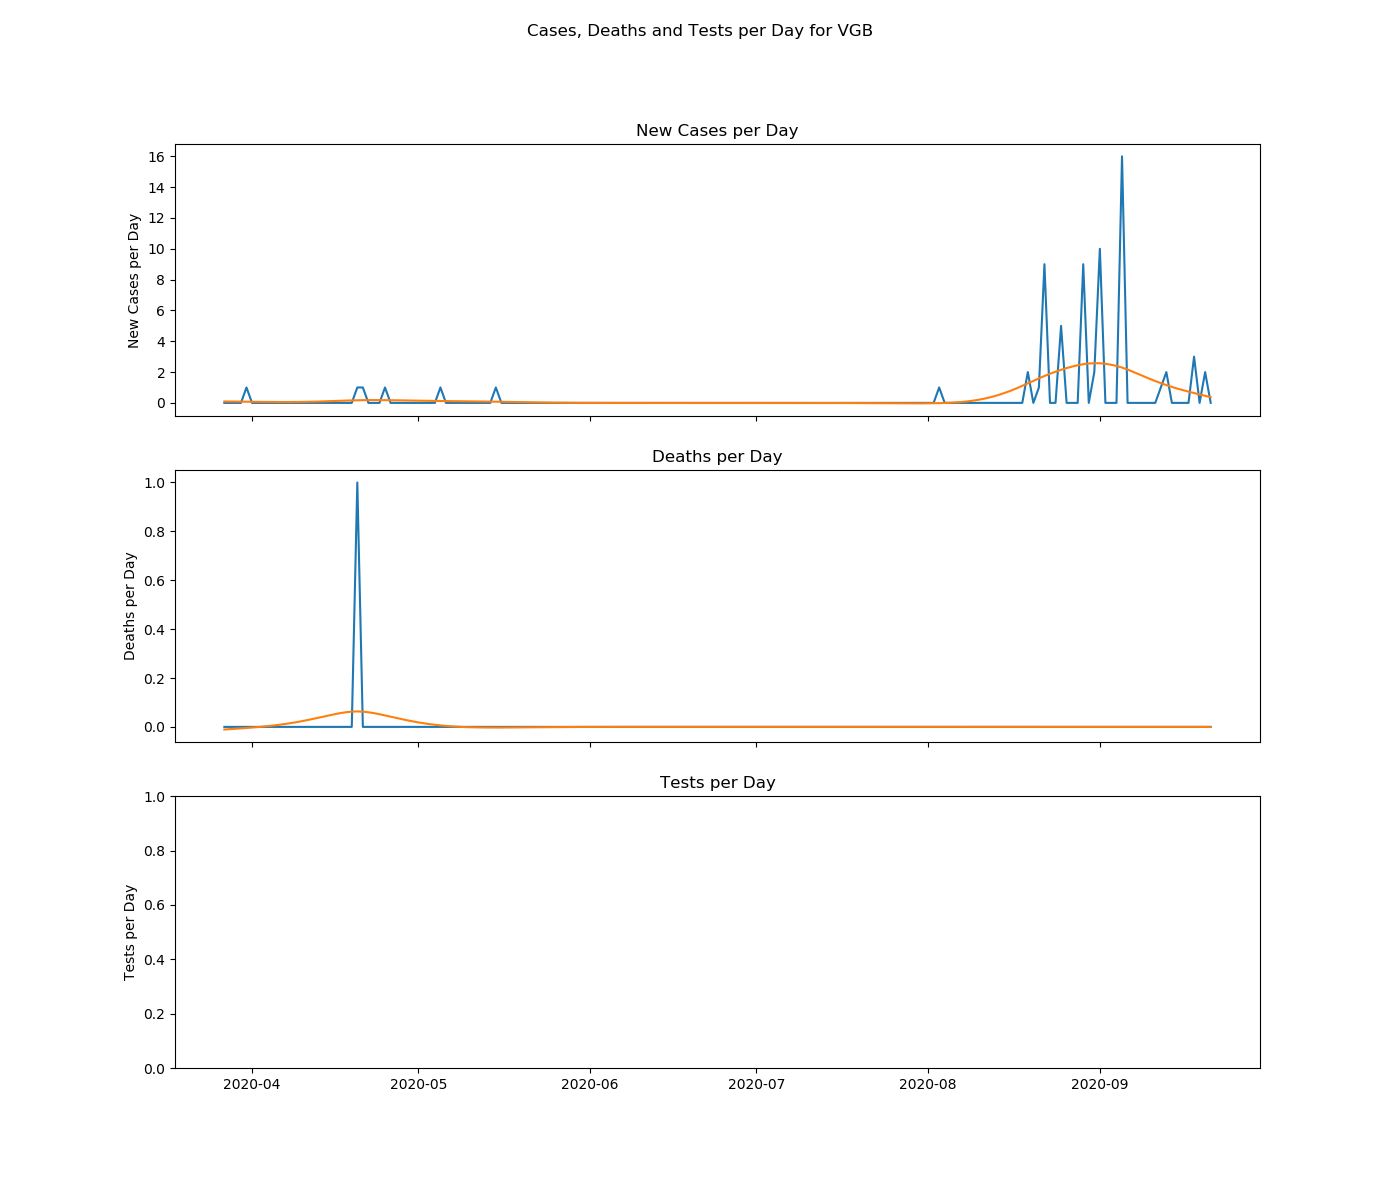 Cases, Deaths and Tests per Day for VGB
New Cases per Day
New Cases per Day
16
14
12
10
8
6
4
2
0
Deaths per Day
Deaths per Day
1.0
0.8
0.6
0.4
0.2
0.0
Tests per Day
Tests per Day
1.0
0.8
0.6
0.4
0.2
0.0
2020-04 2020-05 2020-06 2020-07 2020-08 2020-09